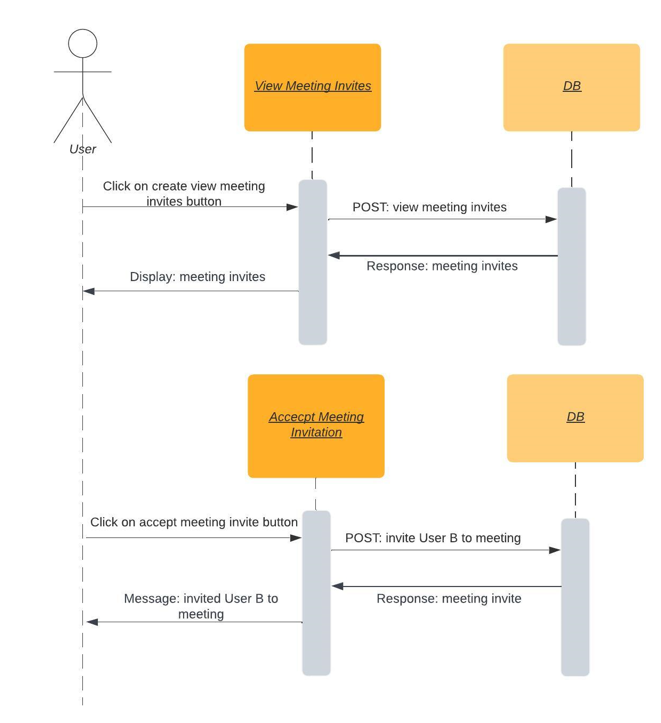 View Meeting Invites
DB
User
Click on create view meeting
invites button
POST: view meeting invites
Response: meeting invites
Display: meeting invites
Accecpt Meeting
Invitation
DB
Click on accept meeting invite button
POST: invite User B to meeting
Response: meeting invite
Message: invited User B to
meeting